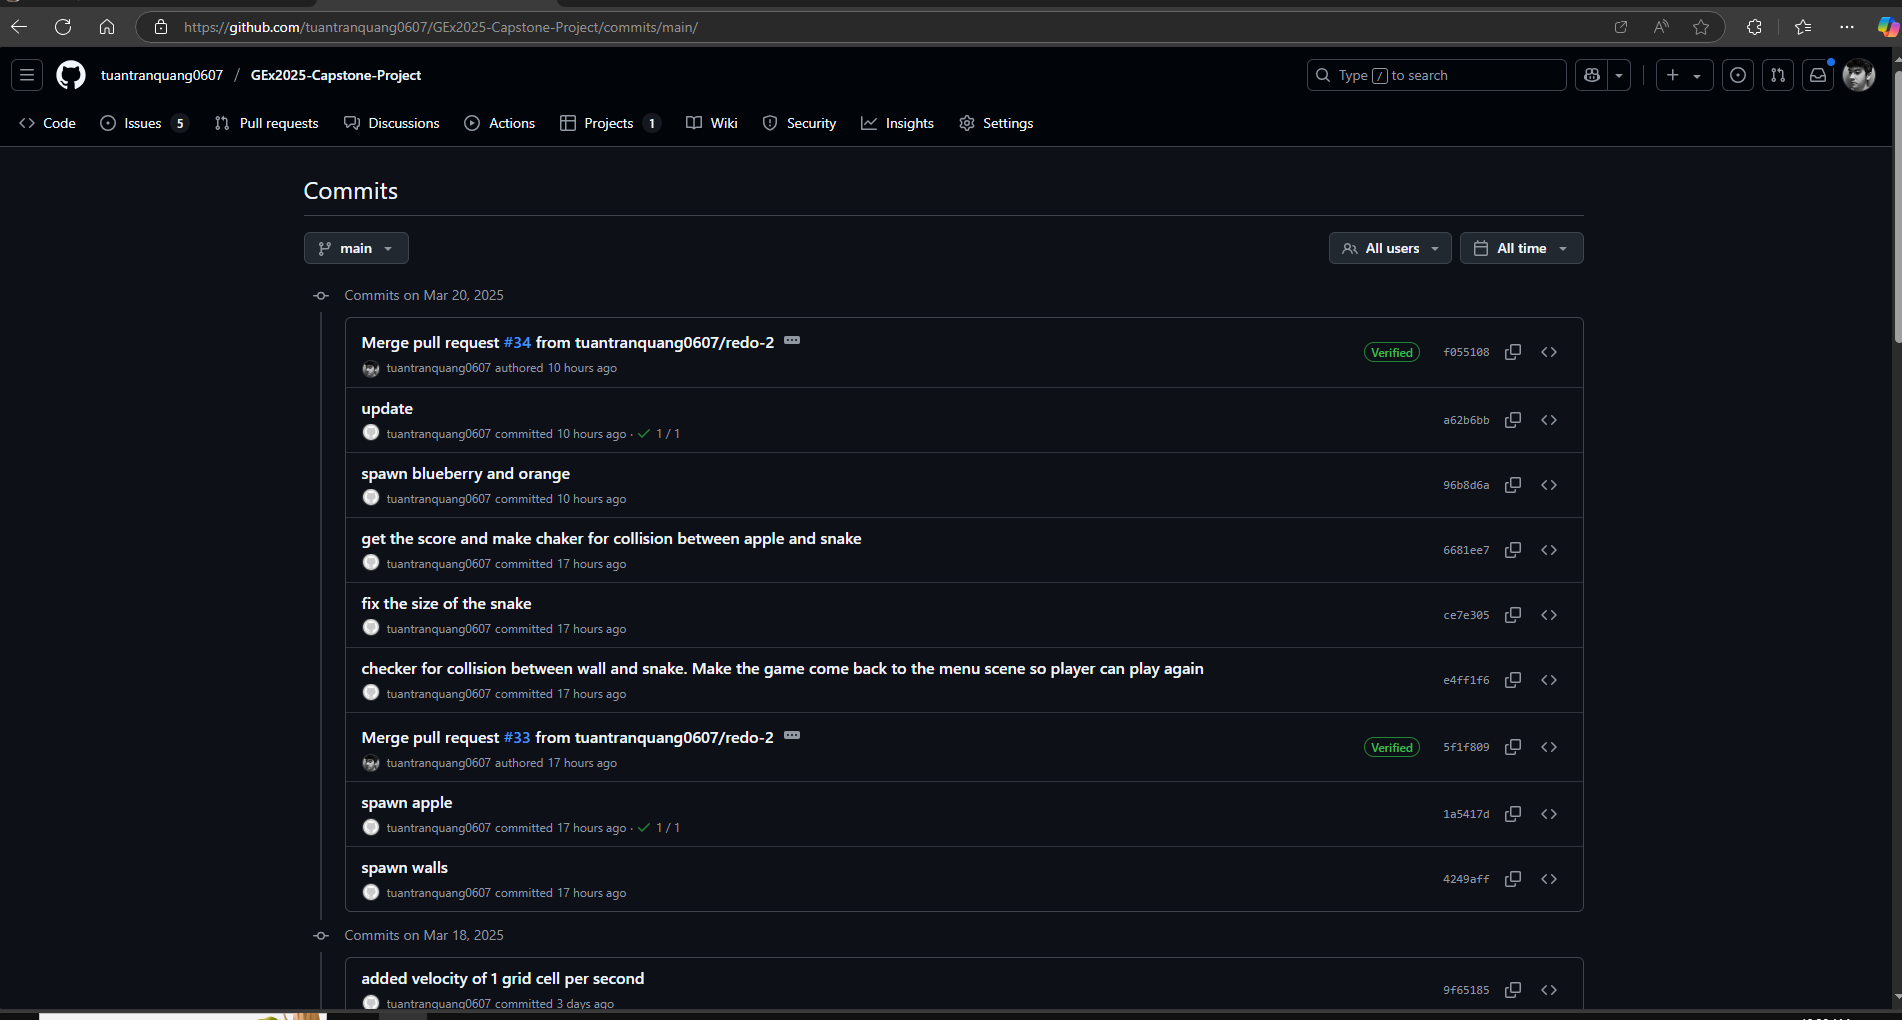 https://github.com/tuantranquang0607/GEx2025-Capstone-Project/commits/main/
tuantranquang0607 / GEx2025-Capstone-Project
Type / to search
Code
Issues 5
Pull requests
Discussions
Actions
Projects 1
Wiki
Security
Insights
Settings
Commits
main
All users
All time
Commits on Mar 20, 2025
Merge pull request #34 from tuantranquang0607/redo-2
Verified
f055108
tuantranquang0607 authored 10 hours ago
update
a62b6bb
tuantranquang0607 committed 10 hours ago · 1 / 1
spawn blueberry and orange
96b8d6a
tuantranquang0607 committed 10 hours ago
get the score and make chaker for collision between apple and snake
6681ee7
tuantranquang0607 committed 17 hours ago
fix the size of the snake
ce7e305
tuantranquang0607 committed 17 hours ago
checker for collision between wall and snake. Make the game come back to the menu scene so player can play again
e4ff1f6
tuantranquang0607 committed 17 hours ago
Merge pull request #33 from tuantranquang0607/redo-2
Verified
5f1f809
tuantranquang0607 authored 17 hours ago
spawn apple
1a5417d
tuantranquang0607 committed 17 hours ago · 1 / 1
spawn walls
4249aff
tuantranquang0607 committed 17 hours ago
Commits on Mar 18, 2025
added velocity of 1 grid cell per second
9f65185
tuantranquang0607 committed 3 days ago